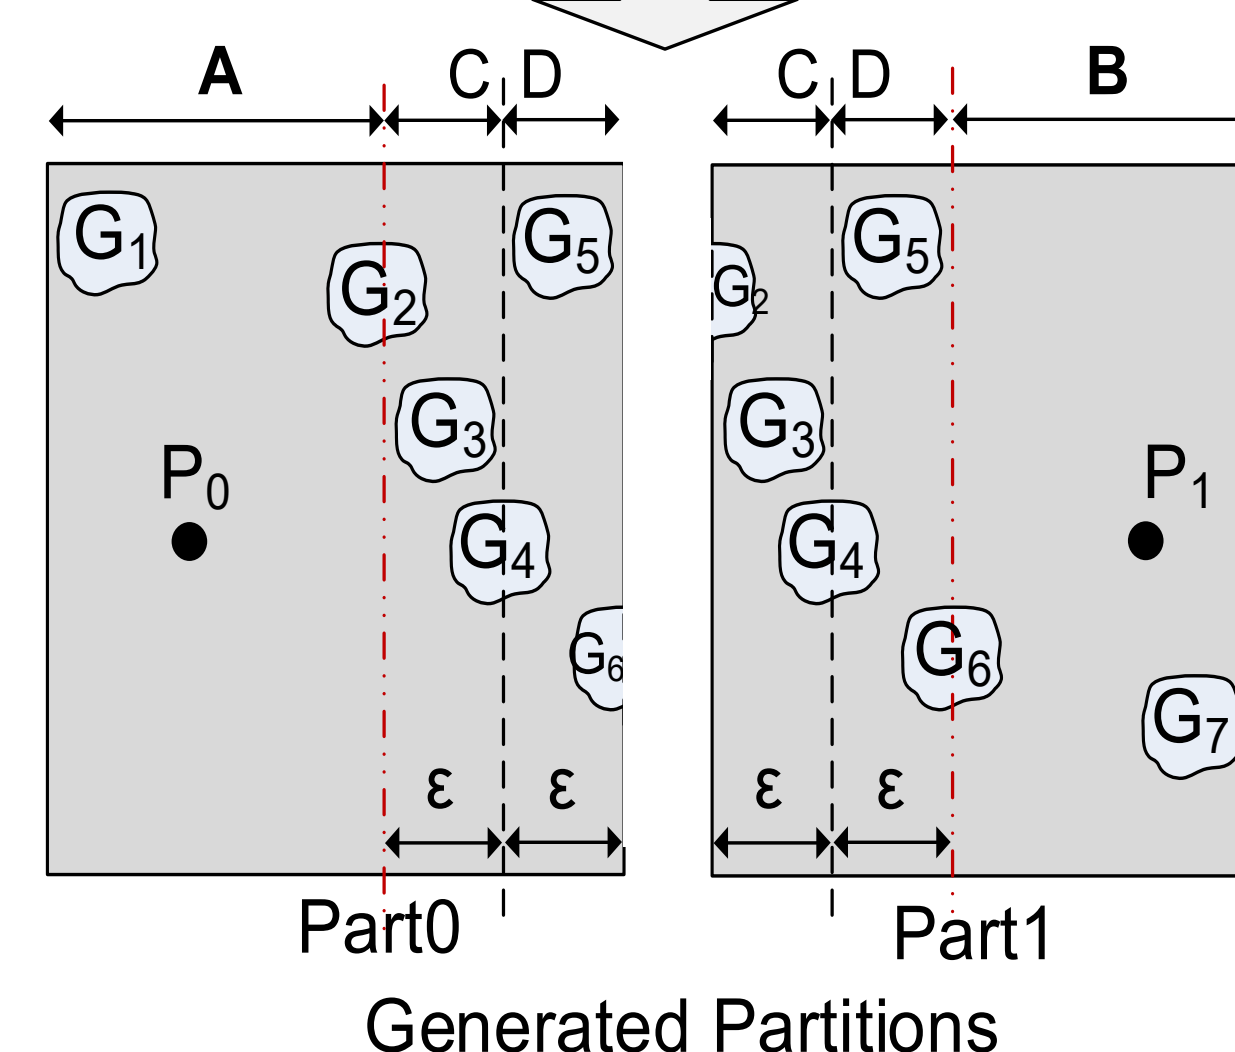 A
C
D
C
D
B
G1
G2
G5
G3
G4
G6
P0
ε
ε
Part0
G2
G5
G3
G4
G6
G7
P1
ε
ε
Part1
Generated Partitions